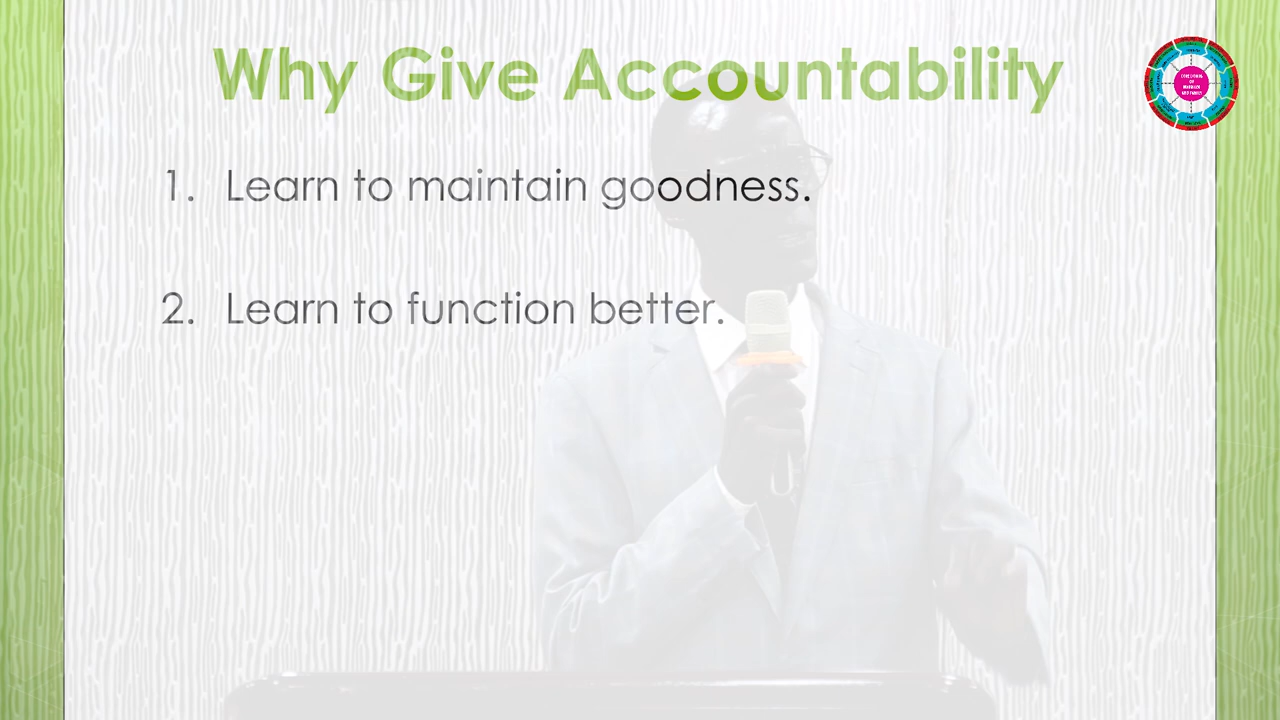 Why Give Accountability
1. Learn to maintain goodness.
2. Learn to function better.